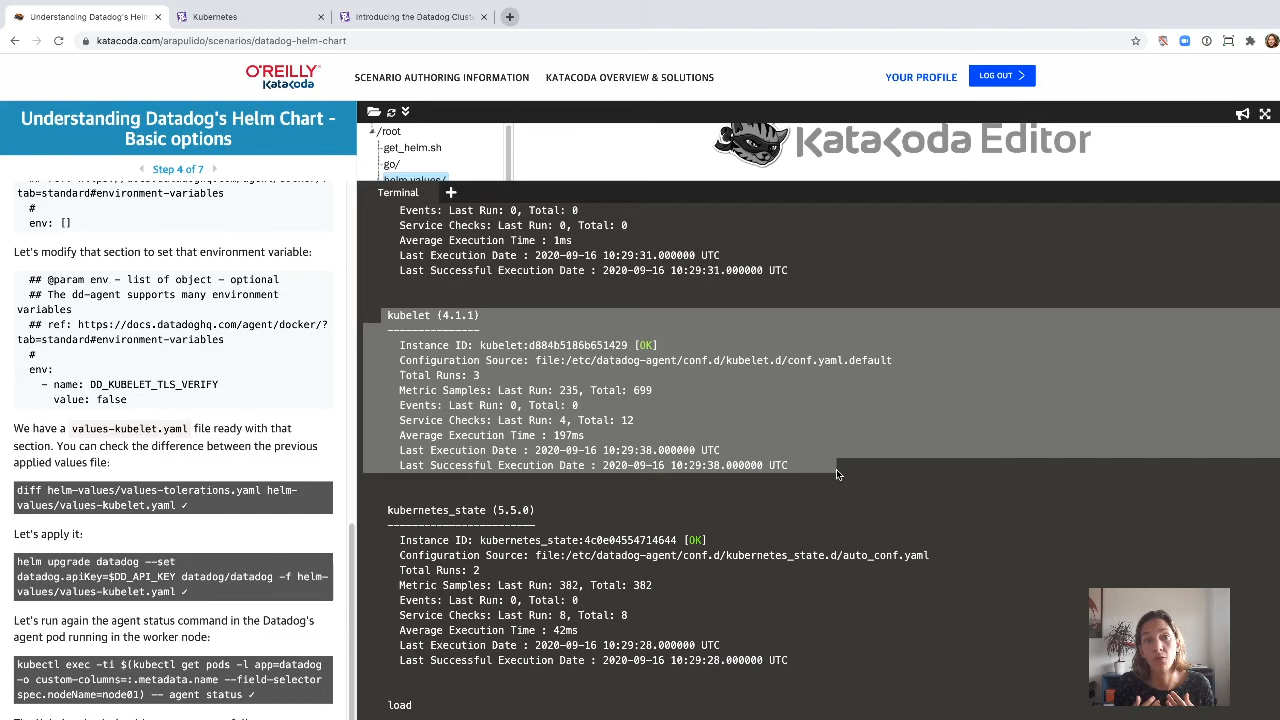 Understanding Datadog's Helm
Kubernetes
Introducing the Datadog Cluste
katacoda.com/arapulido/scenarios/datadog-helm-chart
O'REILLY
Katacoda
SCENARIO AUTHORING INFORMATION
KATACODA OVERVIEW & SOLUTIONS
YOUR PROFILE
LOG OUT
Understanding Datadog's Helm Chart -
Basic options
Step 4 of 7
tab=standard#environment-variables
#
env: []
Let's modify that section to set that environment variable:
## @param env - list of object - optional
## The dd-agent supports many environment
variables
## ref: https://docs.datadoghq.com/agent/docker/?
tab=standard#environment-variables
#
env:
- name: DD_KUBELET_TLS_VERIFY
value: false
We have a values-kubelet.yaml file ready with that
section. You can check the difference between the previous
applied values file:
diff helm-values/values-tolerations.yaml helm-
values/values-kubelet.yaml ✓
Let's apply it:
helm upgrade datadog --set
datadog.apiKey=$DD_API_KEY datadog/datadog -f helm-
values/values-kubelet.yaml ✓
Let's run again the agent status command in the Datadog's
agent pod running in the worker node:
kubectl exec -ti $(kubectl get pods -l app=datadog
-o custom-columns=:.metadata.name --field-selector
spec.nodeName=node01) -- agent status ✓
/root
get_helm.sh
go/
helm-values/
KATACODA Editor
Terminal
Events: Last Run: 0, Total: 0
Service Checks: Last Run: 0, Total: 0
Average Execution Time : 1ms
Last Execution Date : 2020-09-16 10:29:31.000000 UTC
Last Successful Execution Date : 2020-09-16 10:29:31.000000 UTC
kubelet (4.1.1)
---------------
Instance ID: kubelet:d884b5186b651429 [OK]
Configuration Source: file:/etc/datadog-agent/conf.d/kubelet.d/conf.yaml.default
Total Runs: 3
Metric Samples: Last Run: 235, Total: 699
Events: Last Run: 0, Total: 0
Service Checks: Last Run: 4, Total: 12
Average Execution Time : 197ms
Last Execution Date : 2020-09-16 10:29:38.000000 UTC
Last Successful Execution Date : 2020-09-16 10:29:38.000000 UTC
kubernetes_state (5.5.0)
------------------------
Instance ID: kubernetes_state:4c0e04554714644 [OK]
Configuration Source: file:/etc/datadog-agent/conf.d/kubernetes_state.d/auto_conf.yaml
Total Runs: 2
Metric Samples: Last Run: 382, Total: 382
Events: Last Run: 0, Total: 0
Service Checks: Last Run: 8, Total: 8
Average Execution Time : 42ms
Last Execution Date : 2020-09-16 10:29:28.000000 UTC
Last Successful Execution Date : 2020-09-16 10:29:28.000000 UTC
load